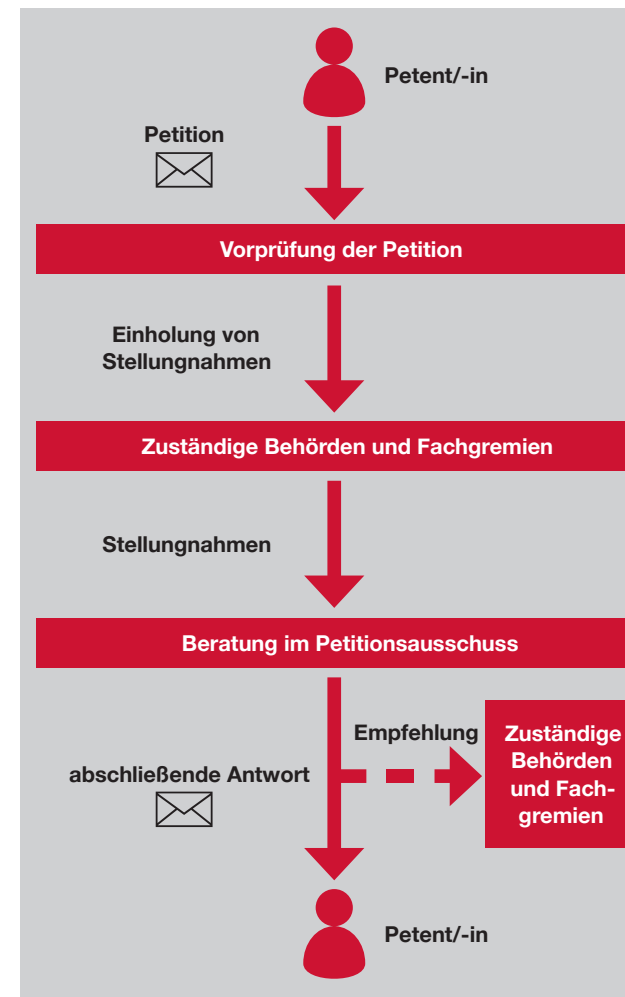 Petent/-in
Petition
Vorprüfung der Petition
Einholung von
Stellungnahmen
Zuständige Behörden und Fachgremien
Stellungnahmen
Beratung im Petitionsausschuss
Empfehlung
Zuständige
Behörden
und Fach-
gremien
abschließende Antwort
Petent/-in